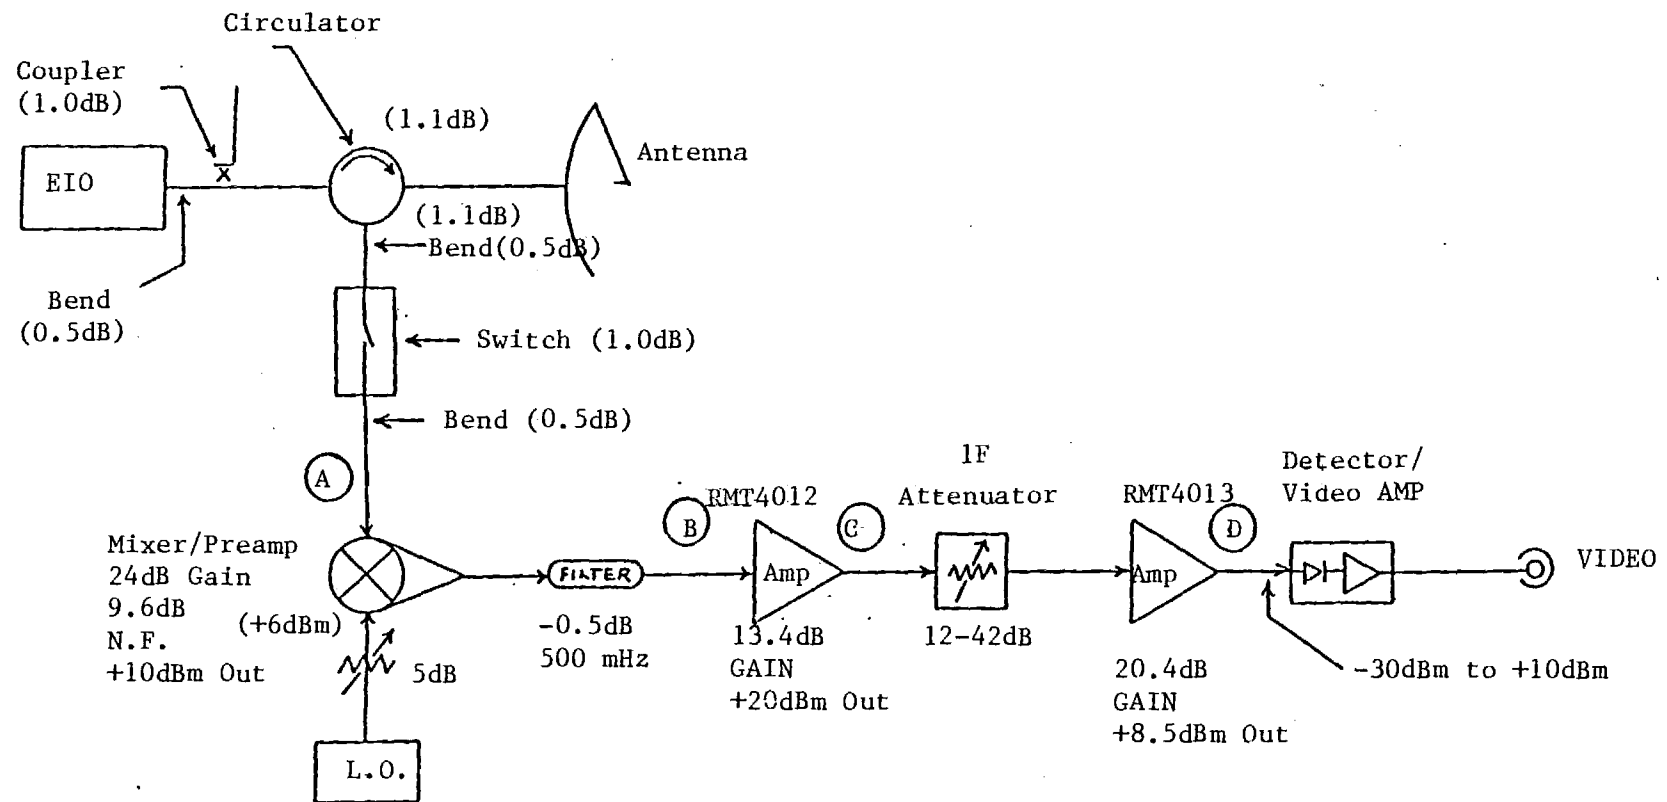 Circulator
Coupler
(1.0dB)
(1.1dB)
Antenna
EIO
X
(1.1dB)
Bend(0.5dB)
Bend
(0.5dB)
Switch (1.0dB)
Bend (0.5dB)
A
Mixer/Preamp
24dB Gain
9.6dB
N.F.
+10dBm Out
(+6dBm)
5dB
L.O.
FILTER
-0.5dB
500 mHz
B
RMT4012
Amp
13.4dB
GAIN
+20dBm Out
C
1F
Attenuator
12-42dB
RMT4013
Amp
20.4dB
GAIN
+8.5dBm Out
D
Detector/
Video AMP
-30dBm to +10dBm
VIDEO